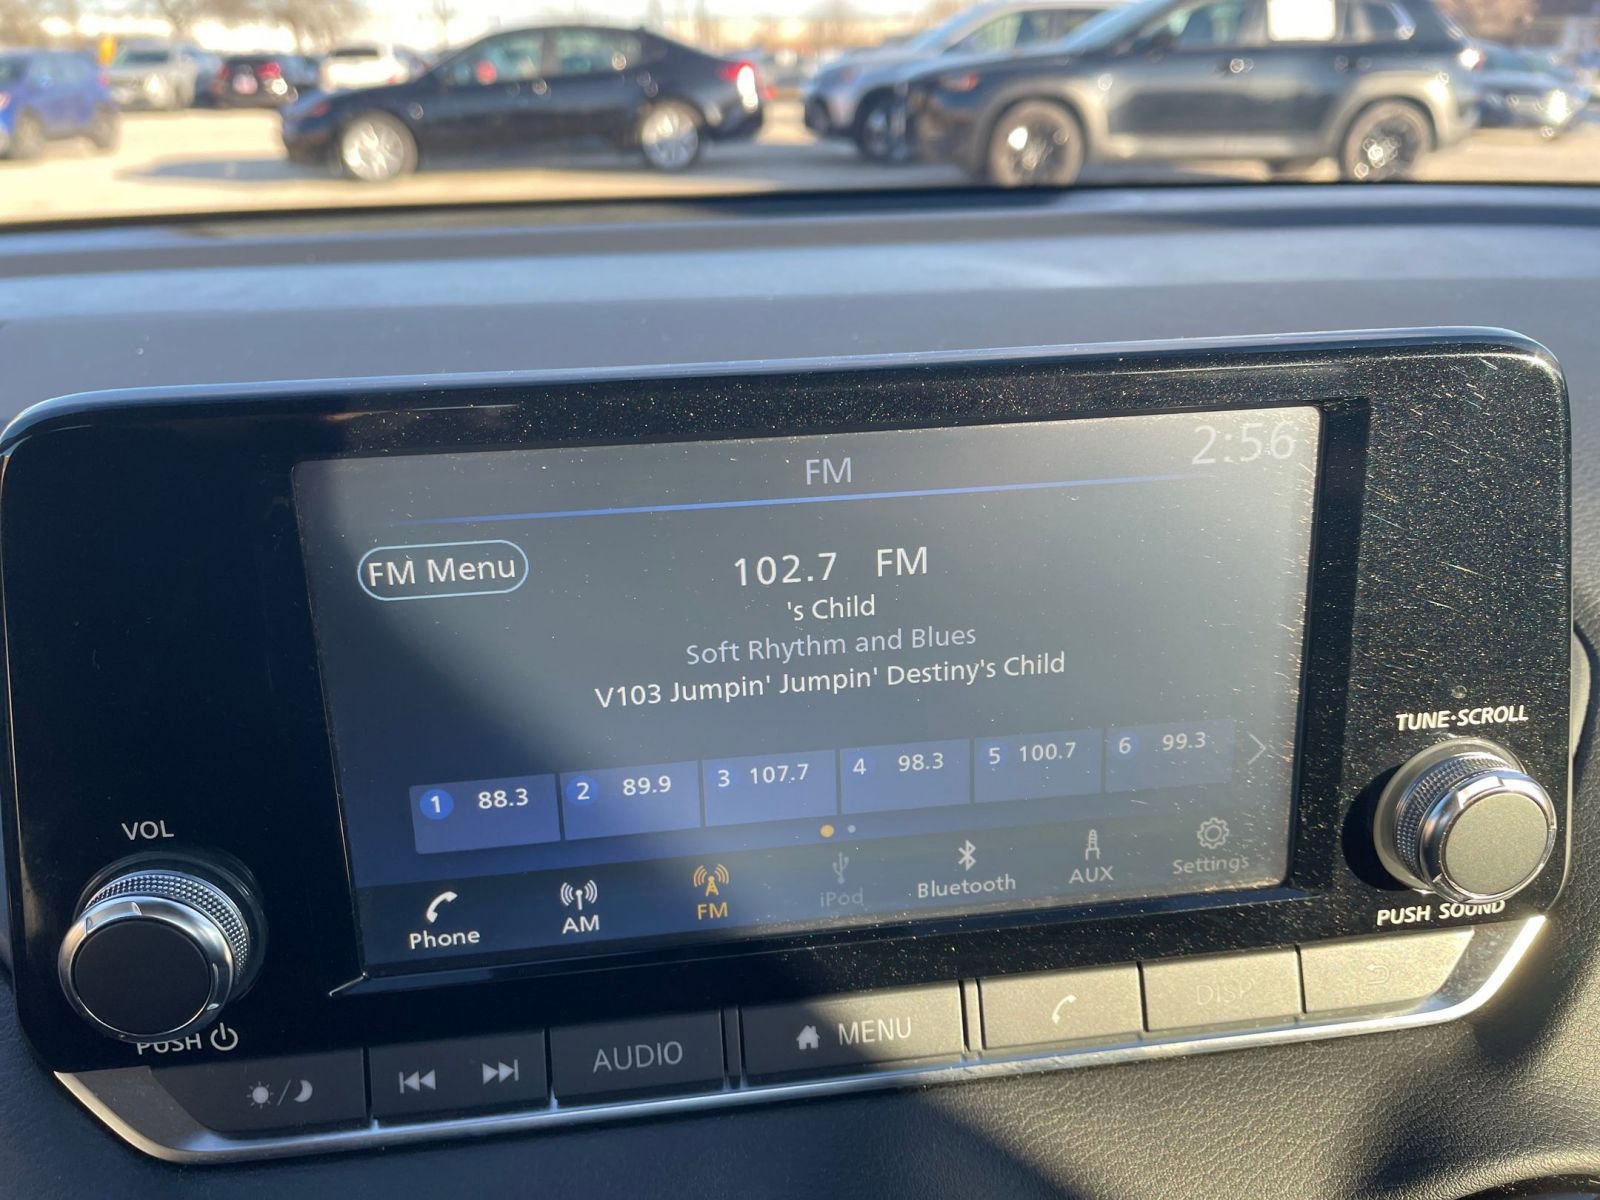 2:56
FM
FM Menu
102.7 FM
's Child
Soft Rhythm and Blues
V103 Jumpin' Jumpin' Destiny's Child
1 88.3
2 89.9
3 107.7
4 98.3
5 100.7
6 99.3
Phone
AM
FM
iPod
Bluetooth
AUX
Settings
VOL
PUSH
TUNE·SCROLL
PUSH SOUND
AUDIO
MENU
DISP